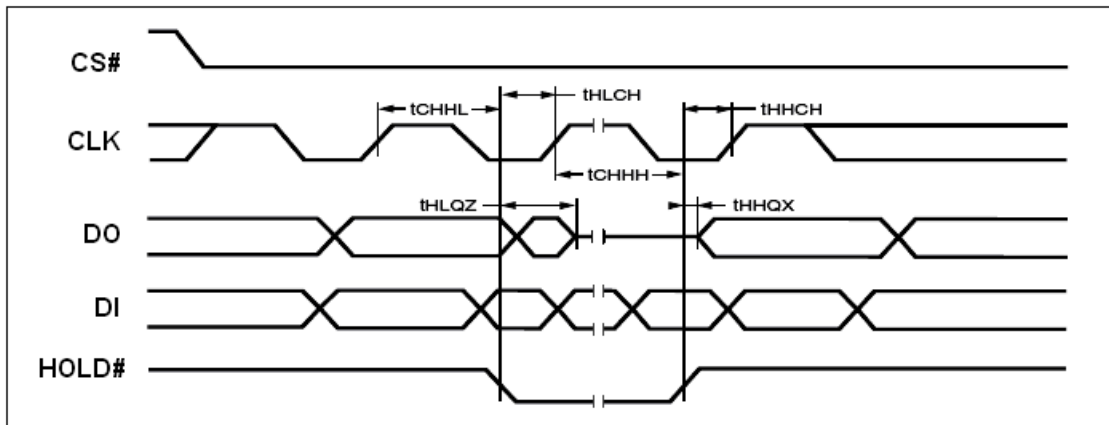 CS#
tHLCH
tCHHL
tHHCH
CLK
tCHHH
tHLQZ
tHHQX
DO
DI
HOLD#